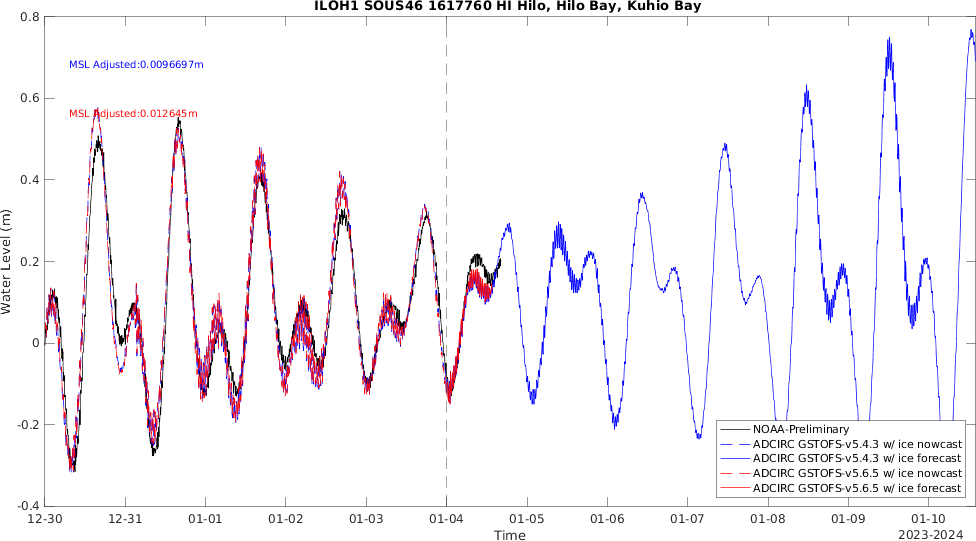 ILOH1 SOUS46 1617760 HI Hilo, Hilo Bay, Kuhio Bay
0.8
MSL Adjusted:0.0096697m
0.6
MSL Adjusted:0.012645m
0.4
0.2
0
-0.2
-0.4
Water Level (m)
NOAA-Preliminary
ADCIRC GSTOFS-v5.4.3 w/ ice nowcast
ADCIRC GSTOFS-v5.4.3 w/ ice forecast
ADCIRC GSTOFS-v5.6.5 w/ ice nowcast
ADCIRC GSTOFS-v5.6.5 w/ ice forecast
12-30 12-31 01-01 01-02 01-03 01-04 01-05 01-06 01-07 01-08 01-09 01-10
Time
2023-2024